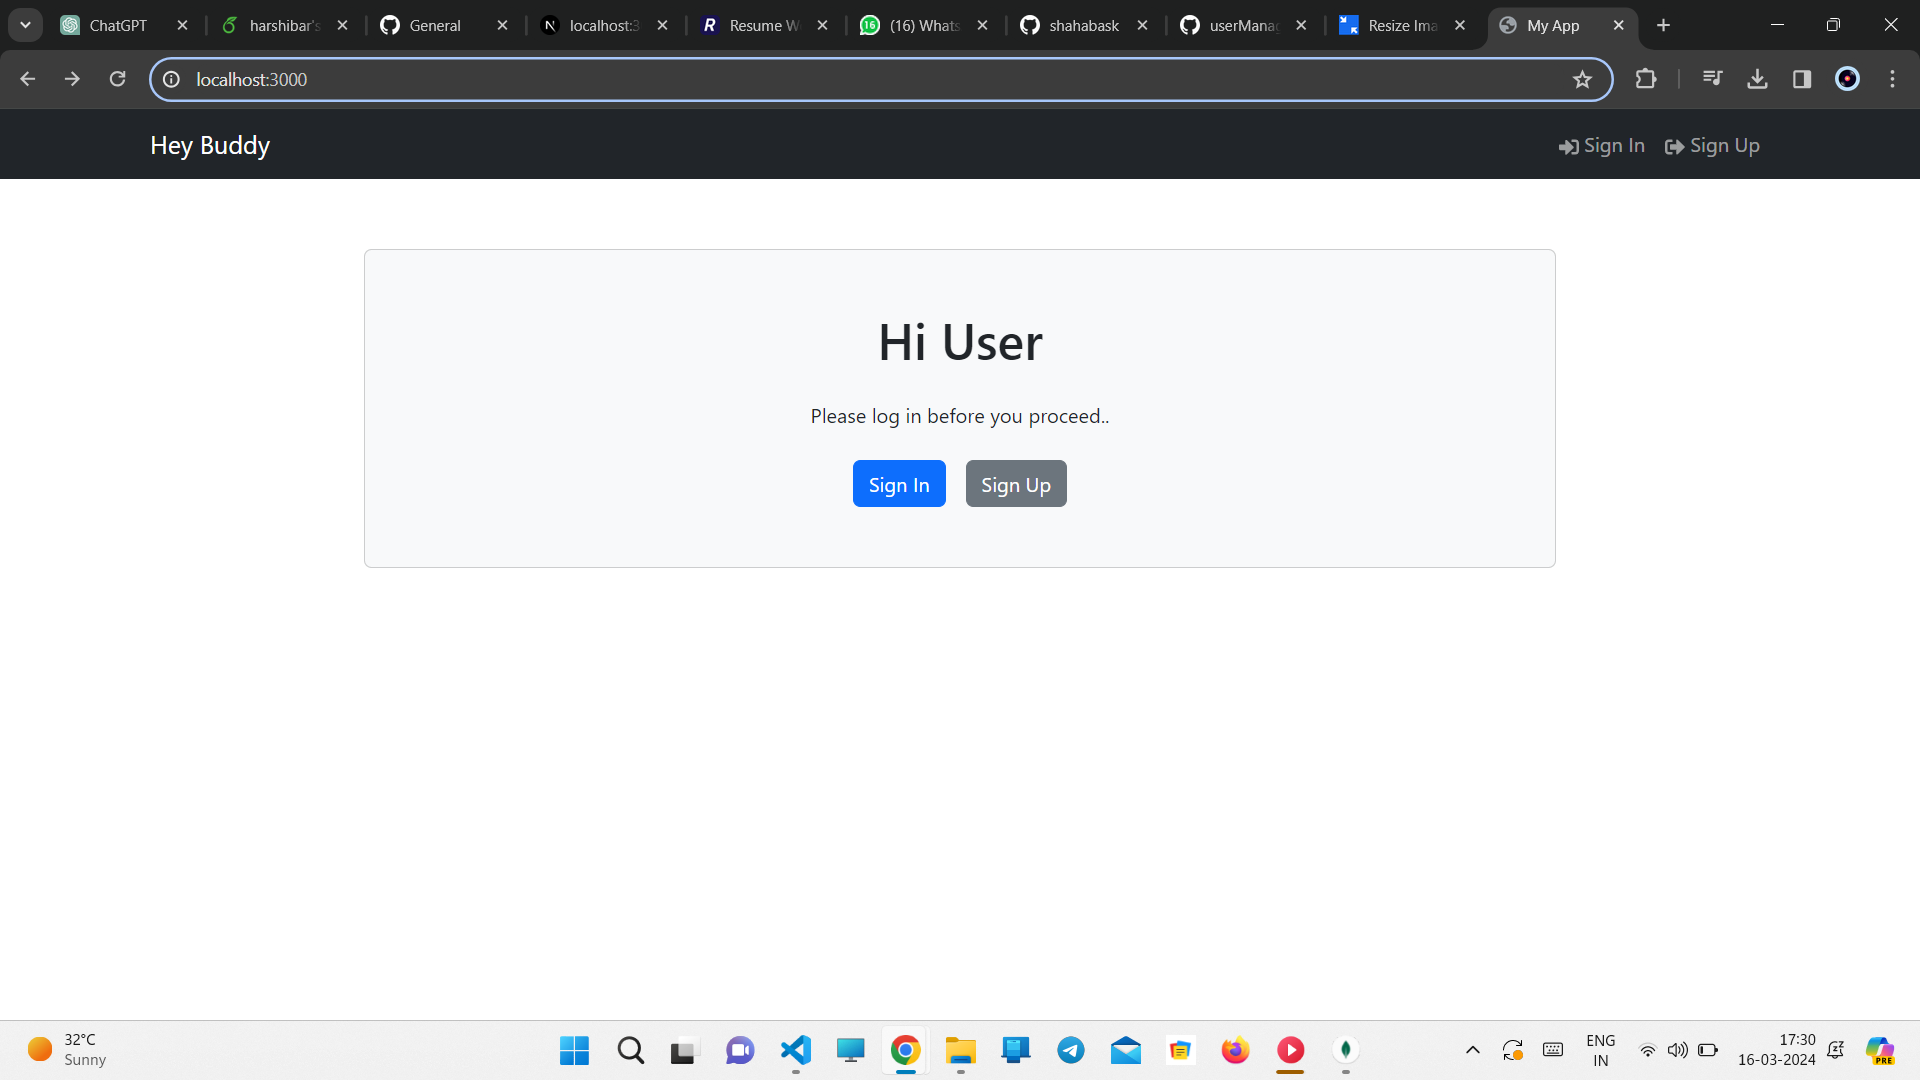 ChatGPT
harshibar's
General
localhost:3
Resume W
(16) Whats
shahabask
userManag
Resize Ima
My App
localhost:3000
Hey Buddy
Sign In
Sign Up
Hi User
Please log in before you proceed..
Sign In
Sign Up
32°C
Sunny
ENG
IN
17:30
16-03-2024
PRE